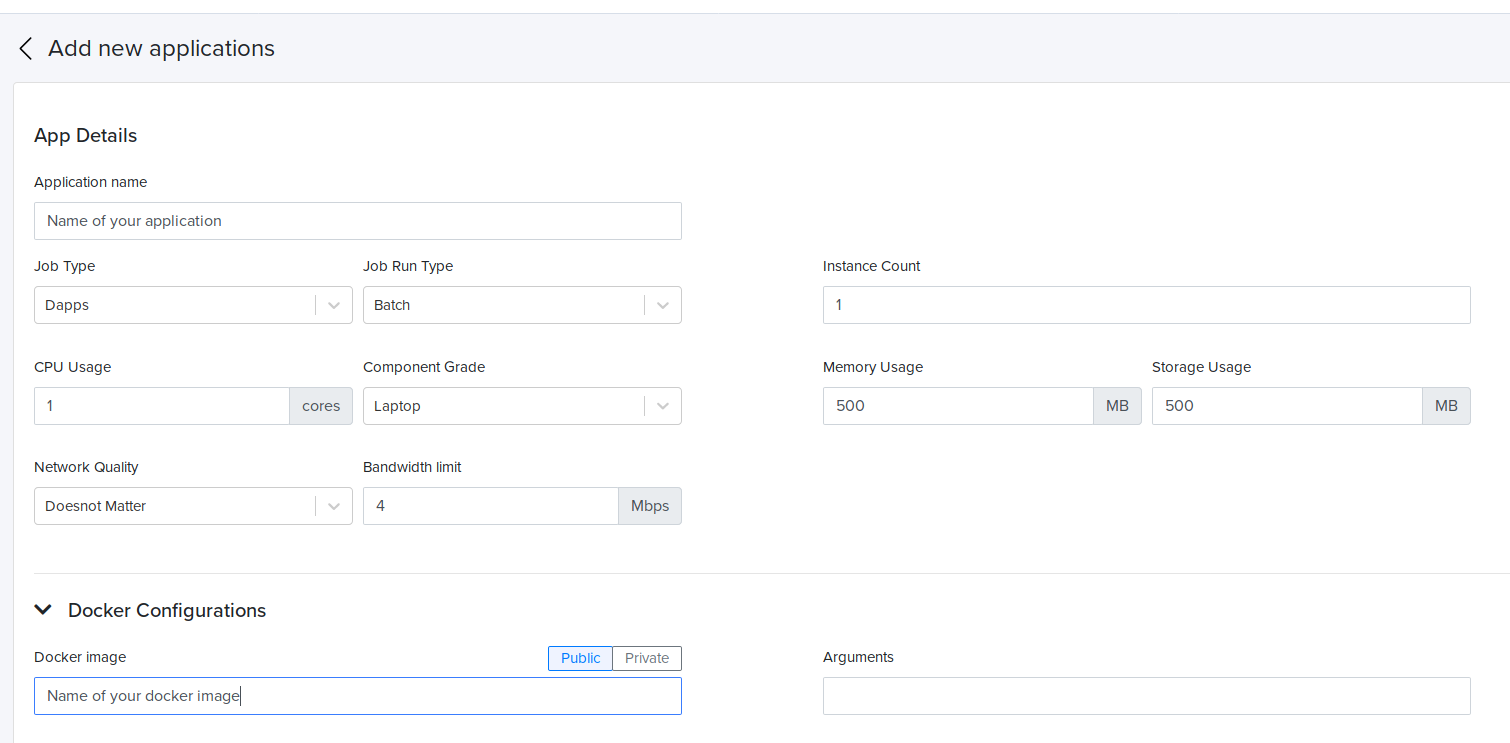 Add new applications
App Details
Application name
Name of your application
Job Type Job Run Type Instance Count
Dapps Batch 1
CPU Usage Component Grade Memory Usage Storage Usage
1 cores Laptop 500 MB 500 MB
Network Quality Bandwidth limit
Doesnot Matter 4 Mbps
Docker Configurations
Docker image Public Private Arguments
Name of your docker image